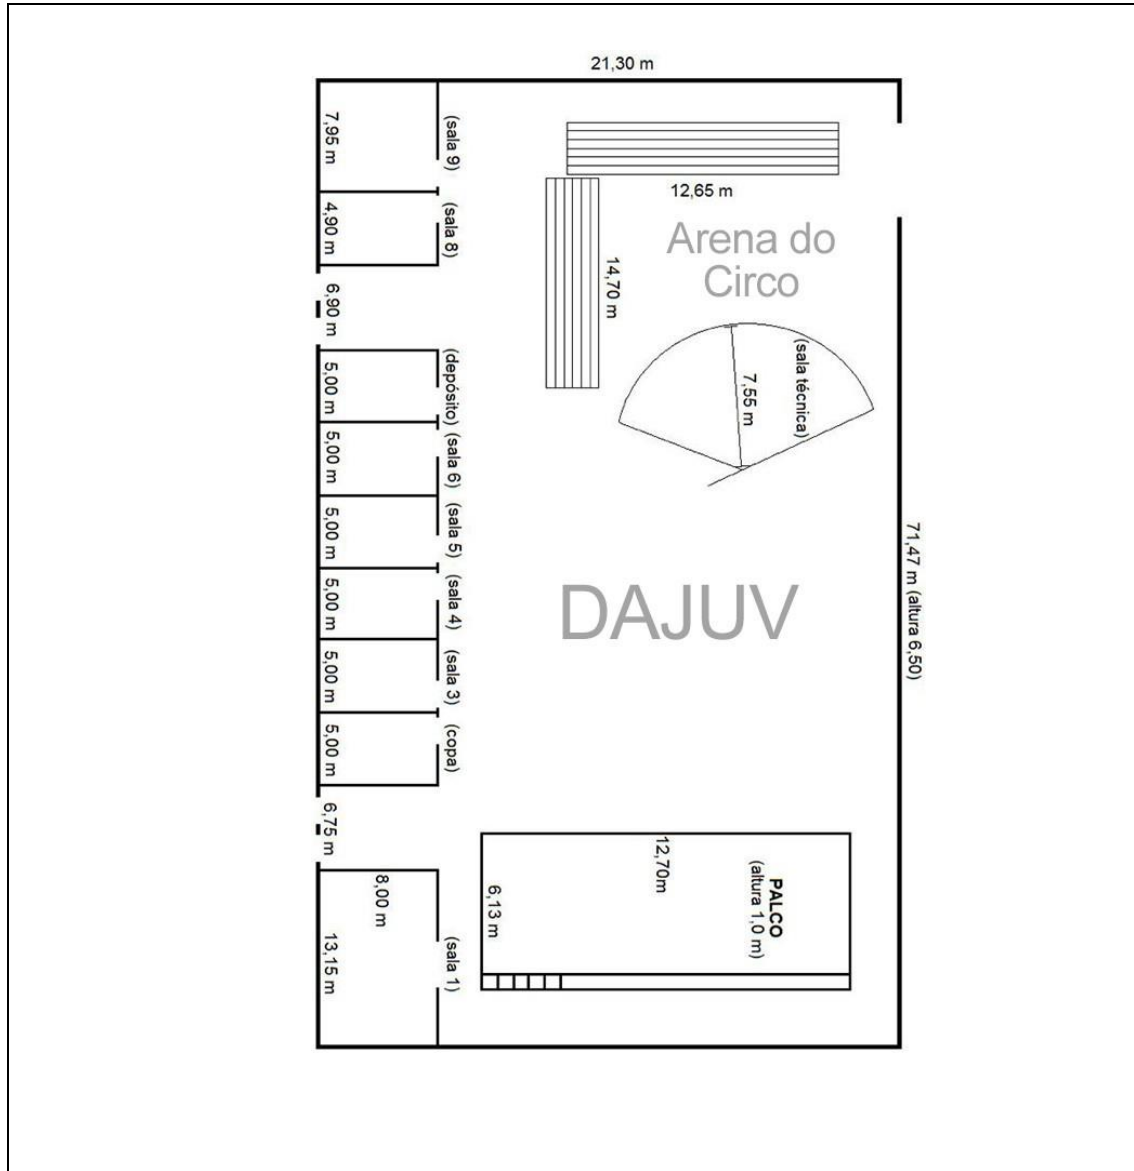 21,30 m
7,95 m
(sala 9)
12,65 m
4,90 m
(sala 8)
Arena do
Circo
14,70 m
6,90 m
(sala técnica)
7,55 m
5,00 m
(depósito)
5,00 m
(sala 6)
5,00 m
(sala 5)
71,47 m (altura 6,50)
5,00 m
(sala 4)
DAJUV
5,00 m
(sala 3)
5,00 m
(copa)
6,75 m
12,70m
PALCO
(altura 1,0 m)
8,00 m
6,13 m
13,15 m
(sala 1)